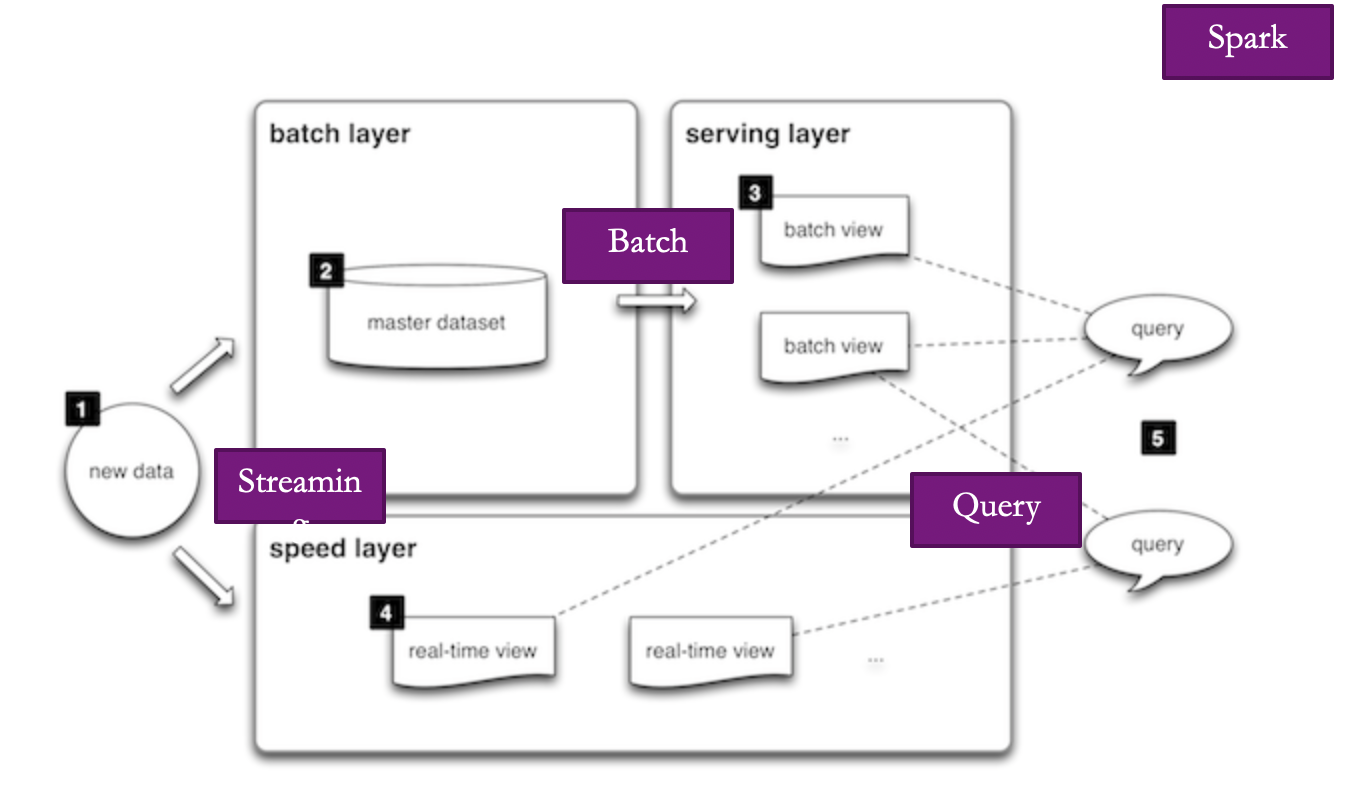 Spark
batch layer
serving layer
3
batch view
Batch
2
master dataset
batch view
query
1
new data
...
5
Streamin
g
Query
speed layer
query
4
real-time view
real-time view
...